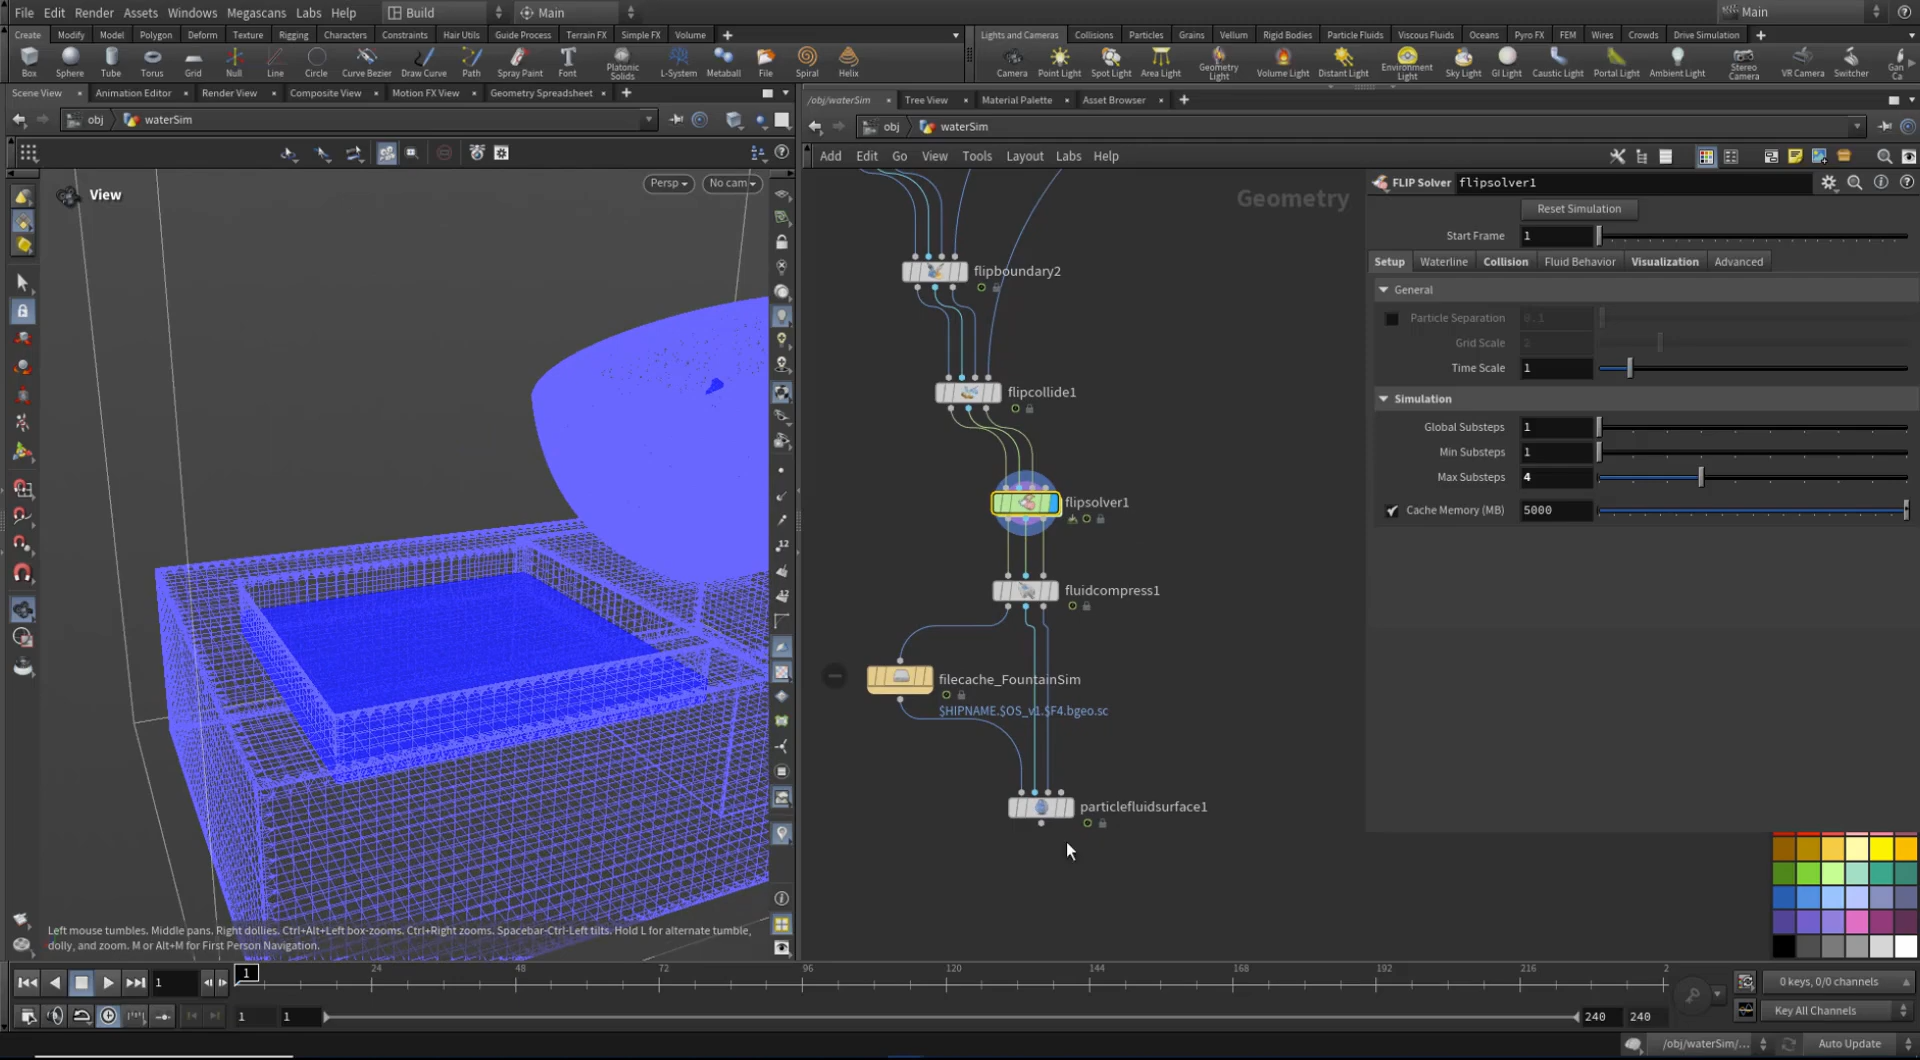 File Edit Render Assets Windows Megascans Labs Help Build Main Main
Create Modify Model Polygon Deform Texture Rigging Characters Constraints Hair Utils Guide Process Terrain FX Simple FX Volume
Lights and Cameras Collisions Particles Grains Vellum Rigid Bodies Particle Fluids Viscous Fluids Oceans Pyro FX FEM Wires Crowds Drive Simulation
Box Sphere Tube Torus Grid Null Line Circle Curve Bezier Draw Curve Path Spray Paint Font Platonic Solids L-System Metaball File Spiral Helix
Camera Point Light Spot Light Area Light Geometry Light Volume Light Distant Light Environment Light Sky Light GI Light Caustic Light Portal Light Ambient Light Stereo Camera VR Camera Switcher Gan Ca
Scene View Animation Editor Render View Composite View Motion FX View Geometry Spreadsheet
/obj/waterSim Tree View Material Palette Asset Browser
obj waterSim
obj waterSim
Add Edit Go View Tools Layout Labs Help
View
Persp No cam
Geometry
FLIP Solver flipsolver1
Reset Simulation
Start Frame 1
Setup Waterline Collision Fluid Behavior Visualization Advanced
General
Particle Separation 0.1
Grid Scale 2
Time Scale 1
Simulation
Global Substeps 1
Min Substeps 1
Max Substeps 4
Cache Memory (MB) 5000
flipboundary2
flipcollide1
flipsolver1
fluidcompress1
filecache_FountainSim
$HIPNAME.$OS_v1.$F4.bgeo.sc
particlefluidsurface1
12
12
Left mouse tumbles. Middle pans. Right dollies. Ctrl+Alt+Left box-zooms. Ctrl+Right zooms. Spacebar-Ctrl-Left tilts. Hold L for alternate tumble,
dolly, and zoom. M or Alt+M for First Person Navigation.
1 1 24 48 72 96 120 144 168 192 216 2
0 keys, 0/0 channels
1 1 240 240 Key All Channels
/obj/waterSim/... Auto Update